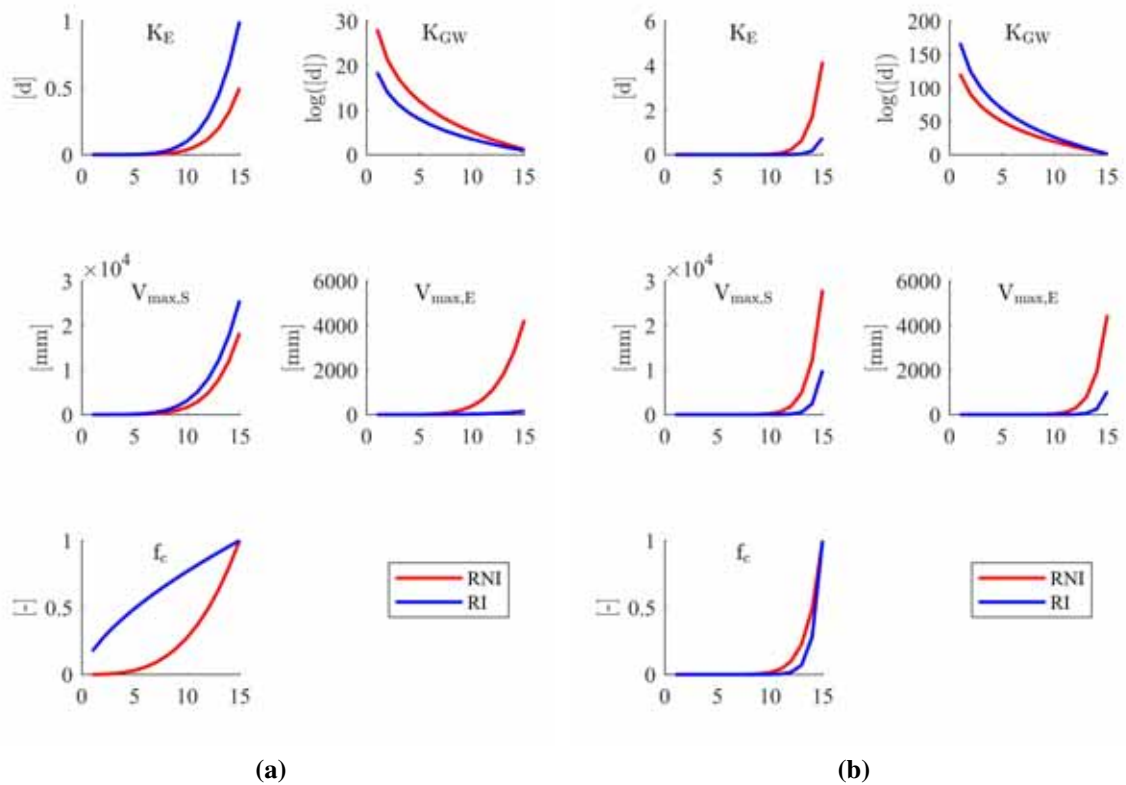 K_E
[d]
1
0.5
0
0 5 10 15
K_GW
log([d])
30
20
10
0
0 5 10 15
V_max,S
×10^4
[mm]
3
2
1
0
0 5 10 15
V_max,E
[mm]
6000
4000
2000
0
0 5 10 15
f_c
[-]
1
0.5
0
0 5 10 15
RNI
RI
(a)
K_E
[d]
6
4
2
0
0 5 10 15
K_GW
log([d])
200
150
100
50
0
0 5 10 15
V_max,S
×10^4
[mm]
3
2
1
0
0 5 10 15
V_max,E
[mm]
6000
4000
2000
0
0 5 10 15
f_c
[-]
1
0.5
0
0 5 10 15
RNI
RI
(b)